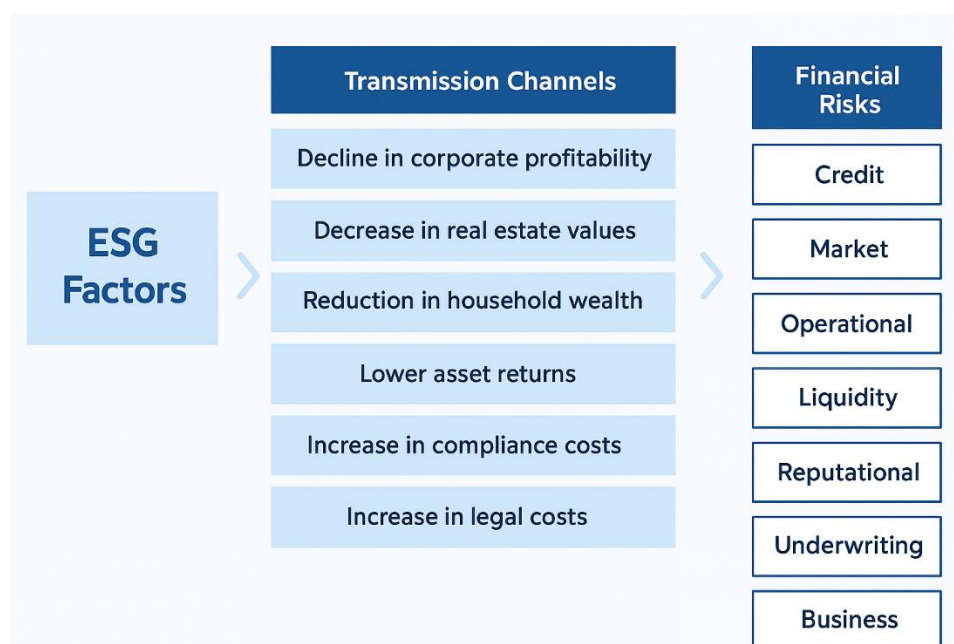 ESG
Factors
Transmission Channels
Decline in corporate profitability
Decrease in real estate values
Reduction in household wealth
Lower asset returns
Increase in compliance costs
Increase in legal costs
Financial
Risks
Credit
Market
Operational
Liquidity
Reputational
Underwriting
Business